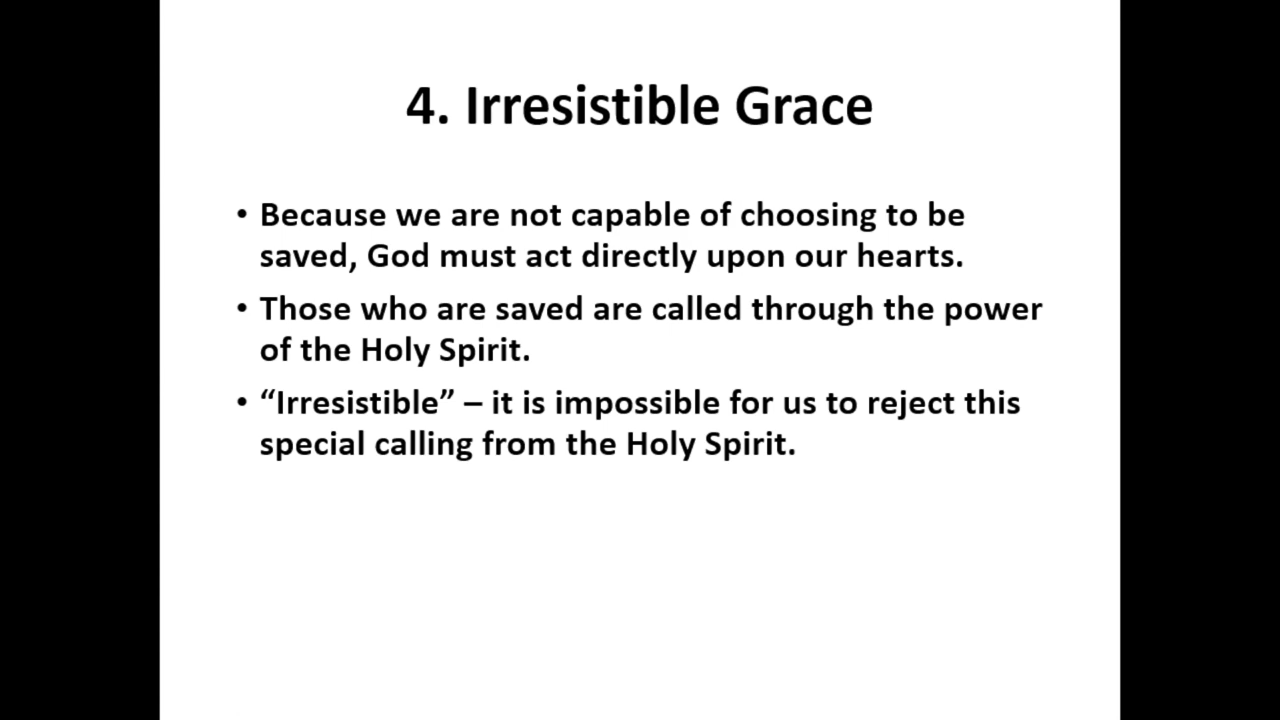 4. Irresistible Grace
• Because we are not capable of choosing to be
saved, God must act directly upon our hearts.
• Those who are saved are called through the power
of the Holy Spirit.
• “Irresistible” – it is impossible for us to reject this
special calling from the Holy Spirit.